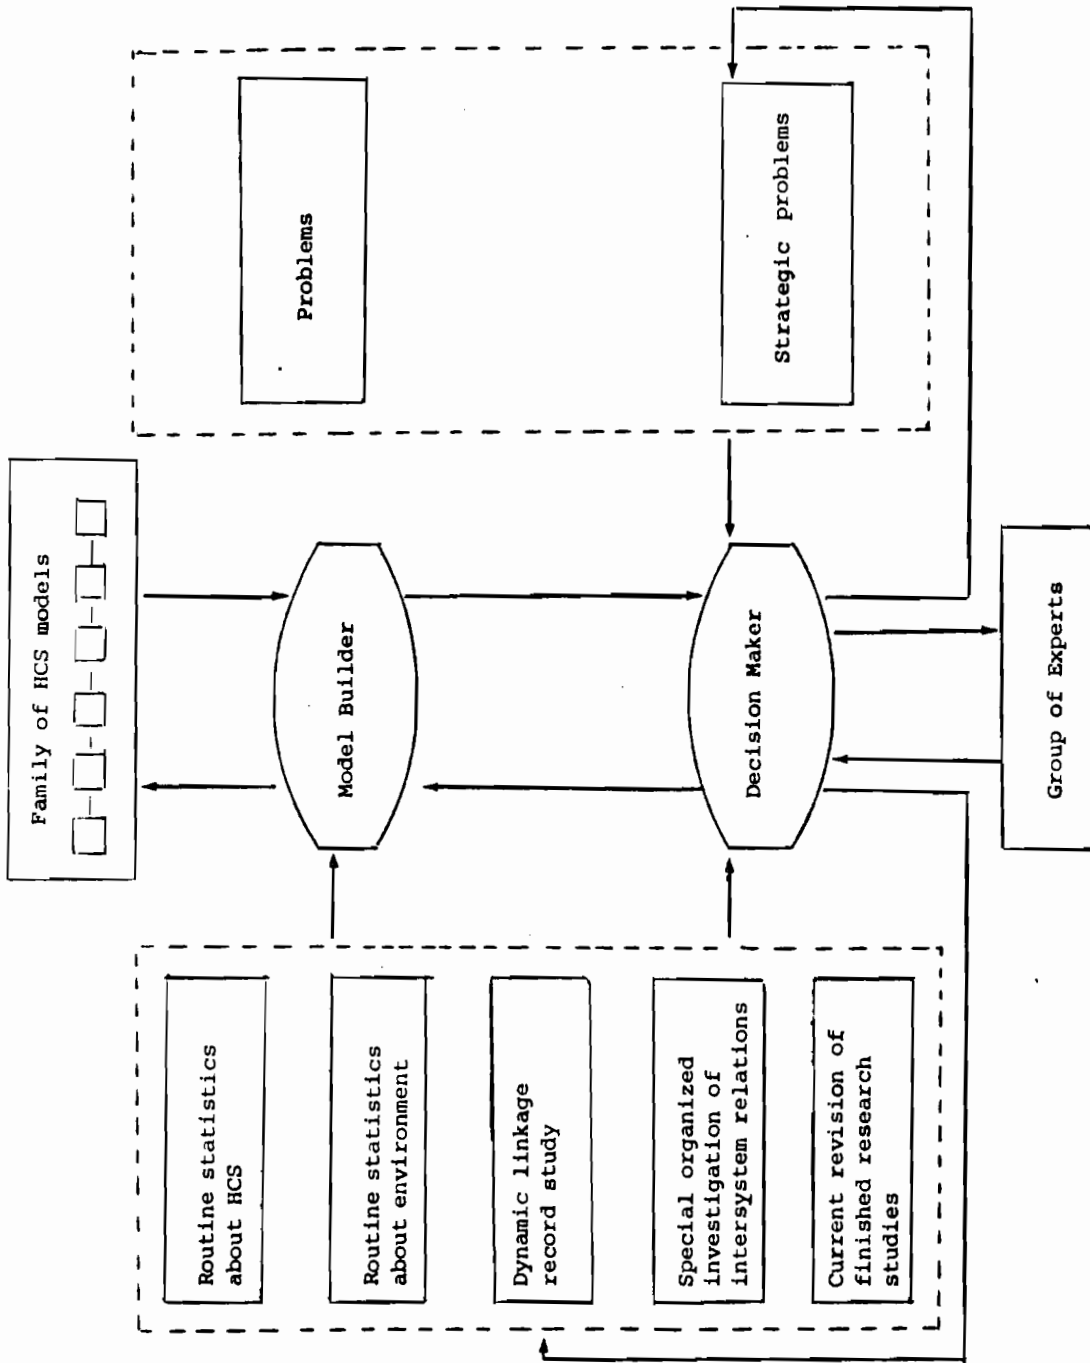 Family of HCS models
Routine statistics
about HCS
Routine statistics
about environment
Dynamic linkage
record study
Special organized
investigation of
intersystem relations
Current revision of
finished research
studies
Model Builder
Decision Maker
Group of Experts
Problems
Strategic problems